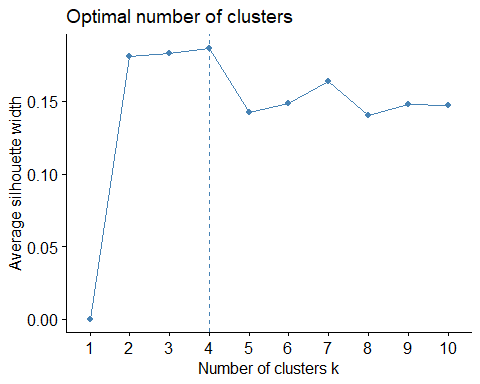 Optimal number of clusters
Average silhouette width
0.15
0.10
0.05
0.00
1 2 3 4 5 6 7 8 9 10
Number of clusters k